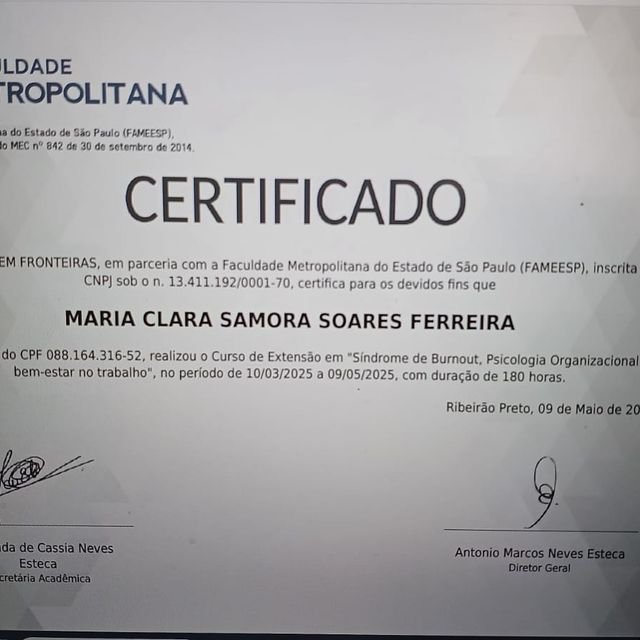 LDADE
TROPOLITANA
a do Estado de São Paulo (FAMEESP),
do MEC nº 842 de 30 de setembro de 2014.
CERTIFICADO
EM FRONTEIRAS, em parceria com a Faculdade Metropolitana do Estado de São Paulo (FAMEESP), inscrita
CNPJ sob o n. 13.411.192/0001-70, certifica para os devidos fins que
MARIA CLARA SAMORA SOARES FERREIRA
do CPF 088.164.316-52, realizou o Curso de Extensão em "Síndrome de Burnout, Psicologia Organizacional
bem-estar no trabalho", no período de 10/03/2025 a 09/05/2025, com duração de 180 horas.
Ribeirão Preto, 09 de Maio de 20
da de Cassia Neves
Esteca
cretária Acadêmica
Antonio Marcos Neves Esteca
Diretor Geral